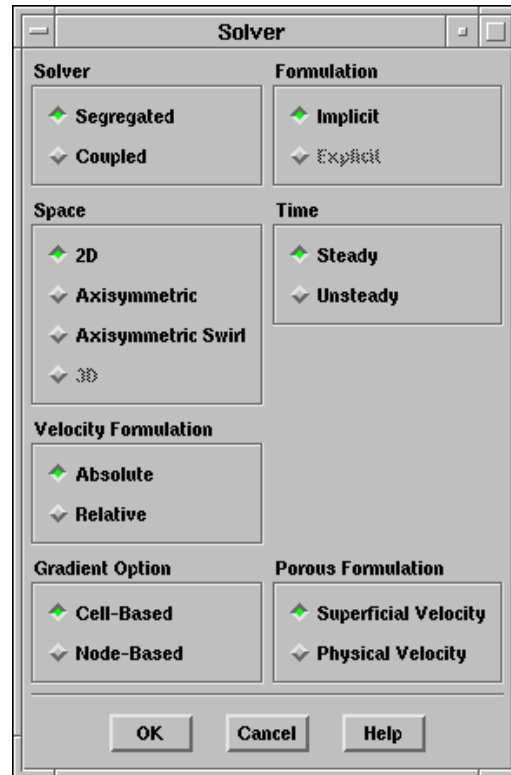 Solver
Solver
Segregated
Coupled
Formulation
Implicit
Explicit
Space
2D
Axisymmetric
Axisymmetric Swirl
3D
Time
Steady
Unsteady
Velocity Formulation
Absolute
Relative
Gradient Option
Cell-Based
Node-Based
Porous Formulation
Superficial Velocity
Physical Velocity
OK
Cancel
Help